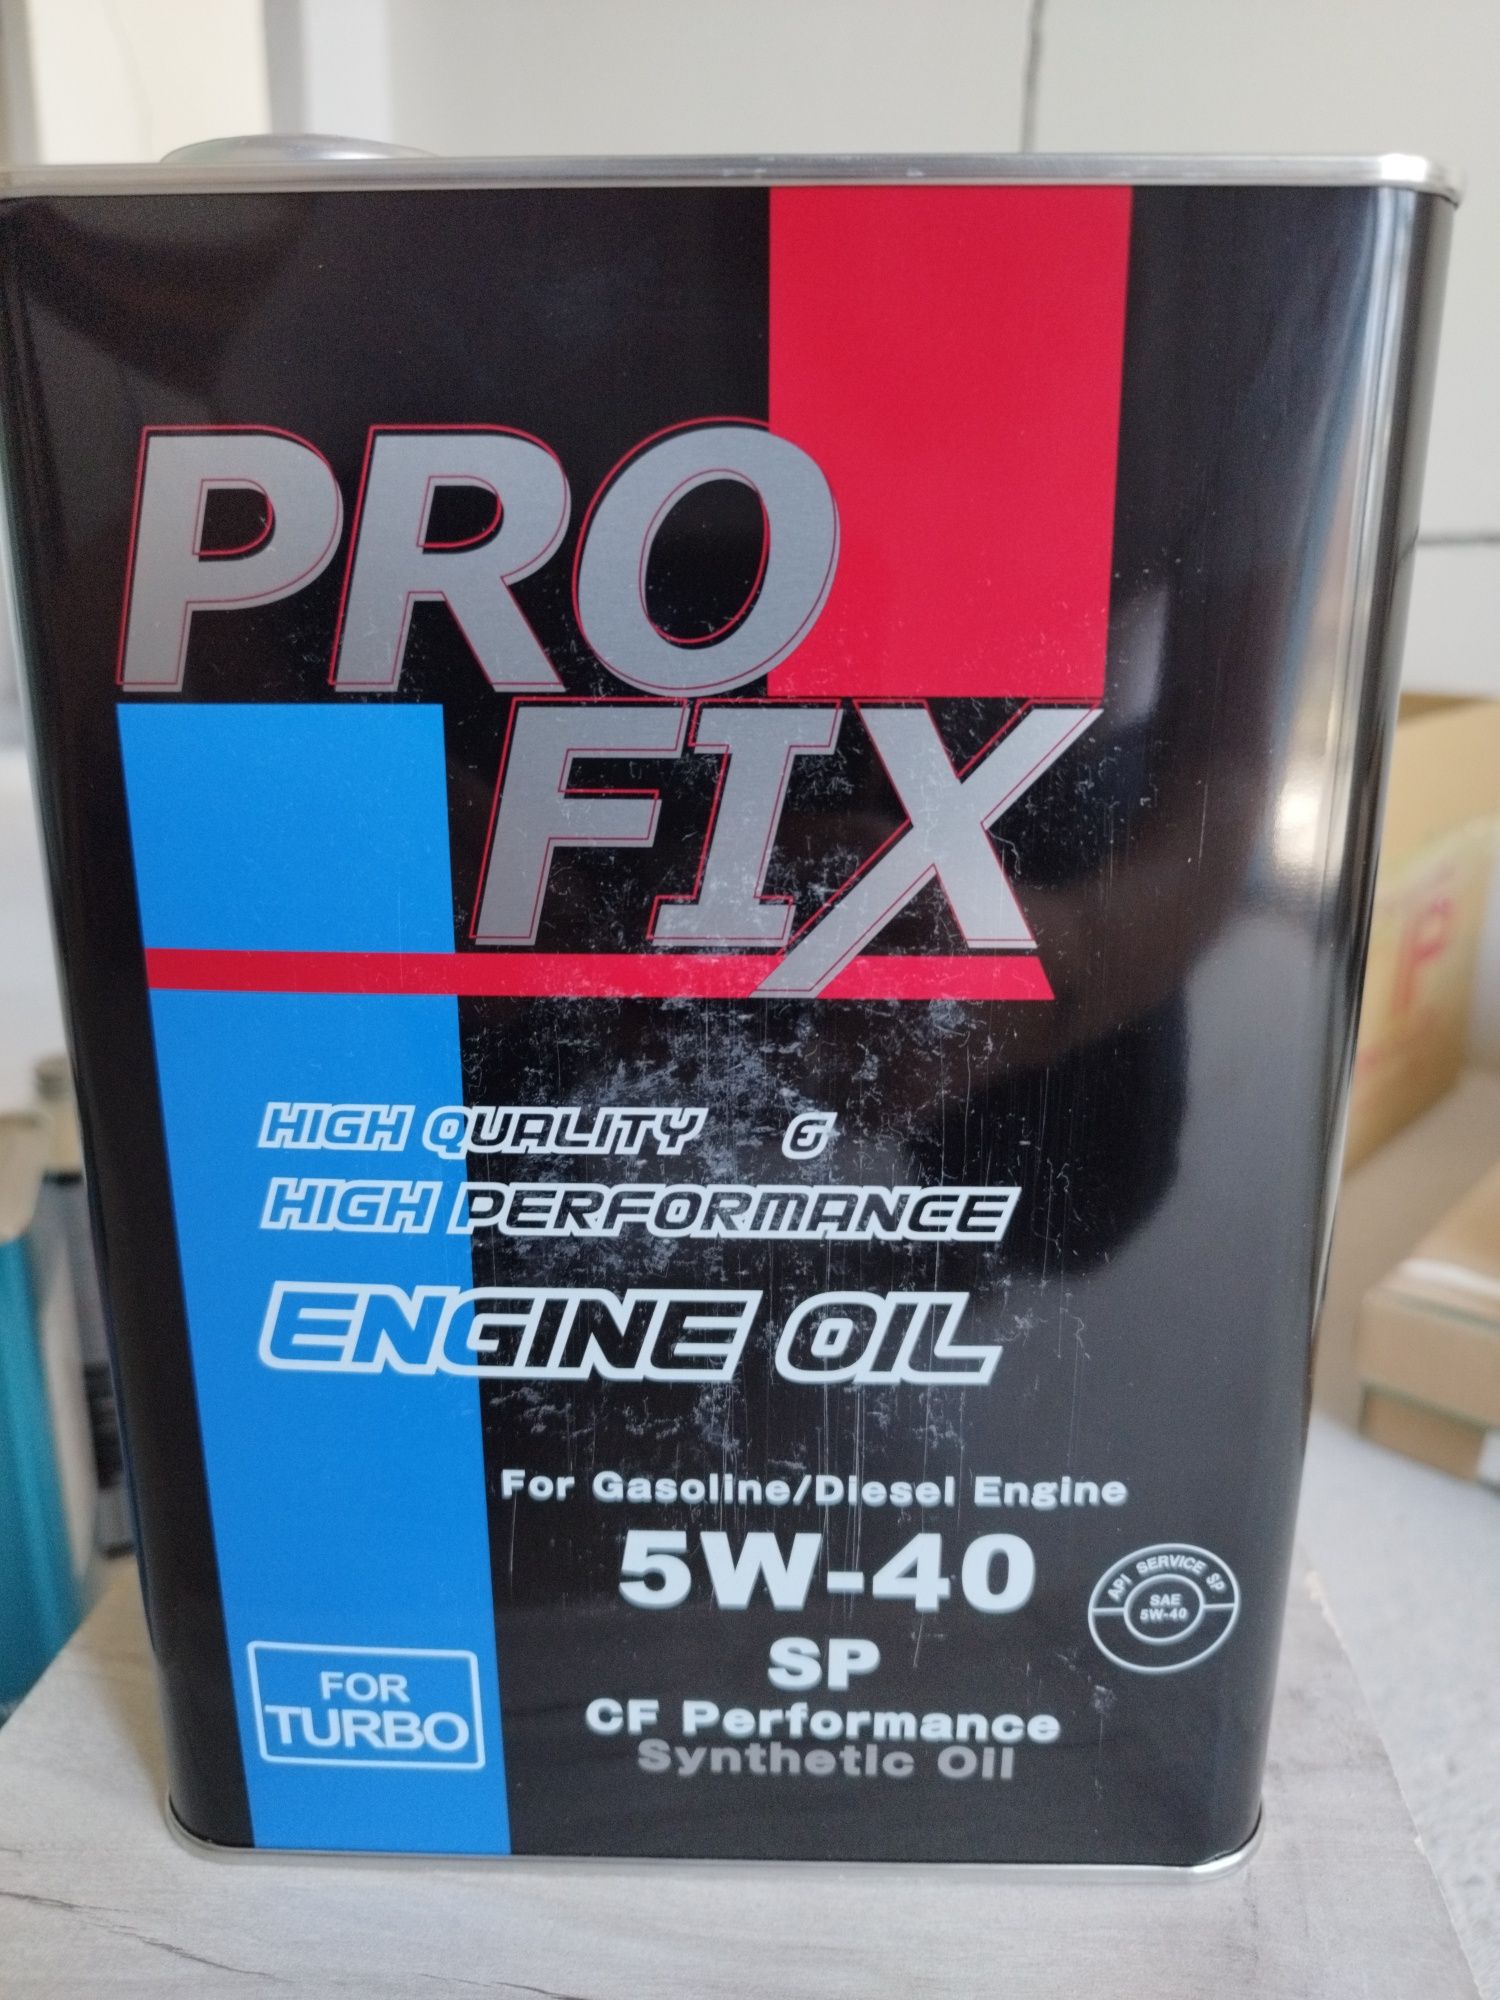 PRO
FIX
HIGH QUALITY &
HIGH PERFORMANCE
ENGINE OIL
For Gasoline/Diesel Engine
5W-40
API SERVICE SP
SAE
5W-40
SP
CF Performance
Synthetic Oil
FOR
TURBO
P